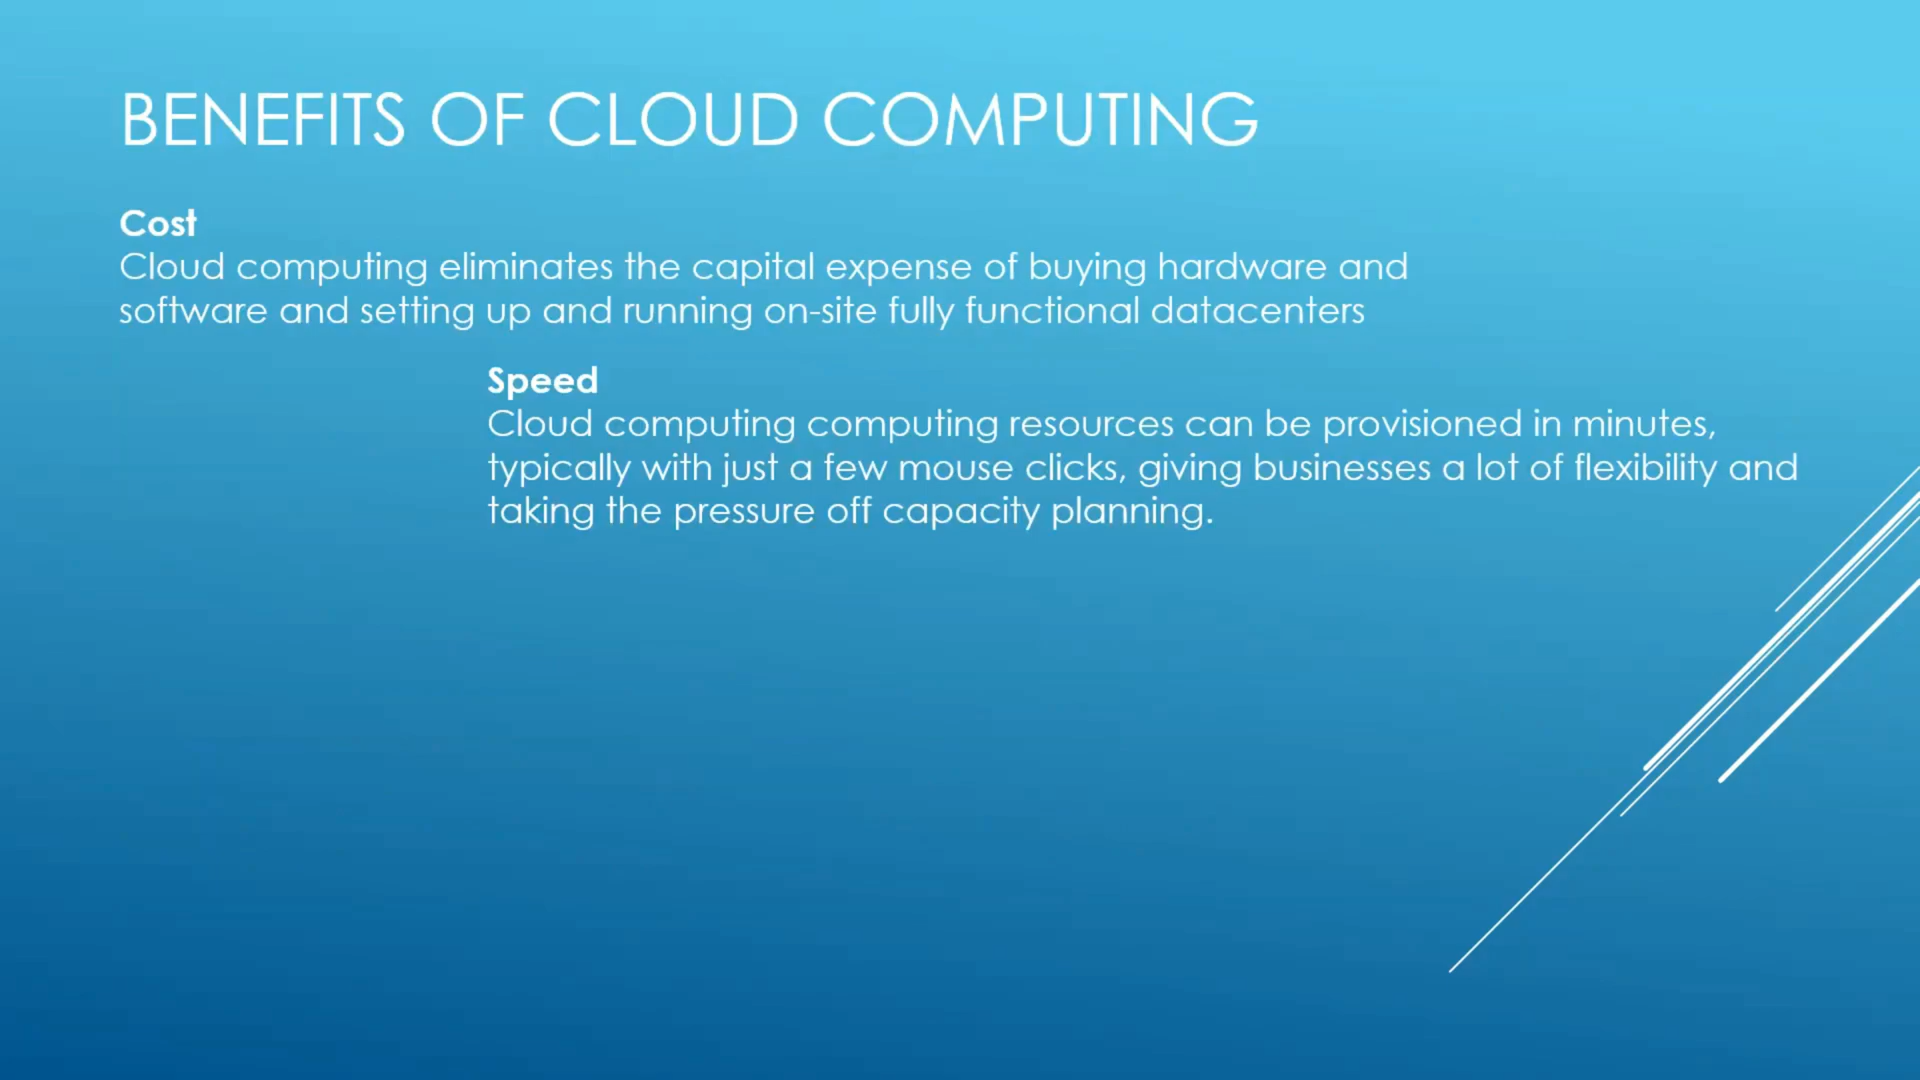 BENEFITS OF CLOUD COMPUTING
Cost
Cloud computing eliminates the capital expense of buying hardware and
software and setting up and running on-site fully functional datacenters
Speed
Cloud computing computing resources can be provisioned in minutes,
typically with just a few mouse clicks, giving businesses a lot of flexibility and
taking the pressure off capacity planning.